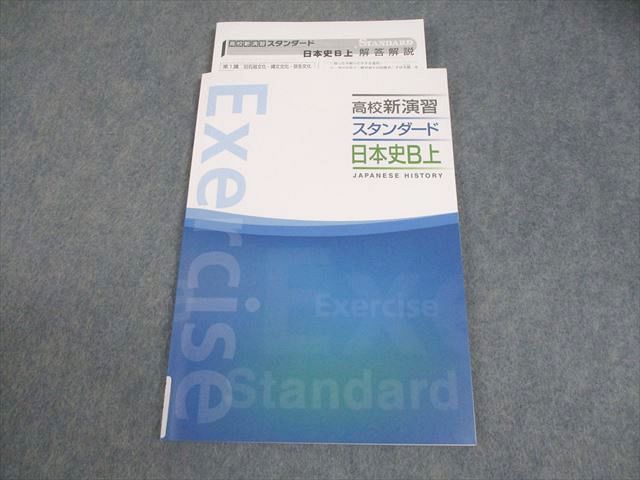 高校新演習スタンダード
STANDARD
日本史B上 解答解説
第1講 旧石器文化・縄文文化・弥生文化
高校新演習
スタンダード
日本史B上
JAPANESE HISTORY
Exercise
Exercise
Standard